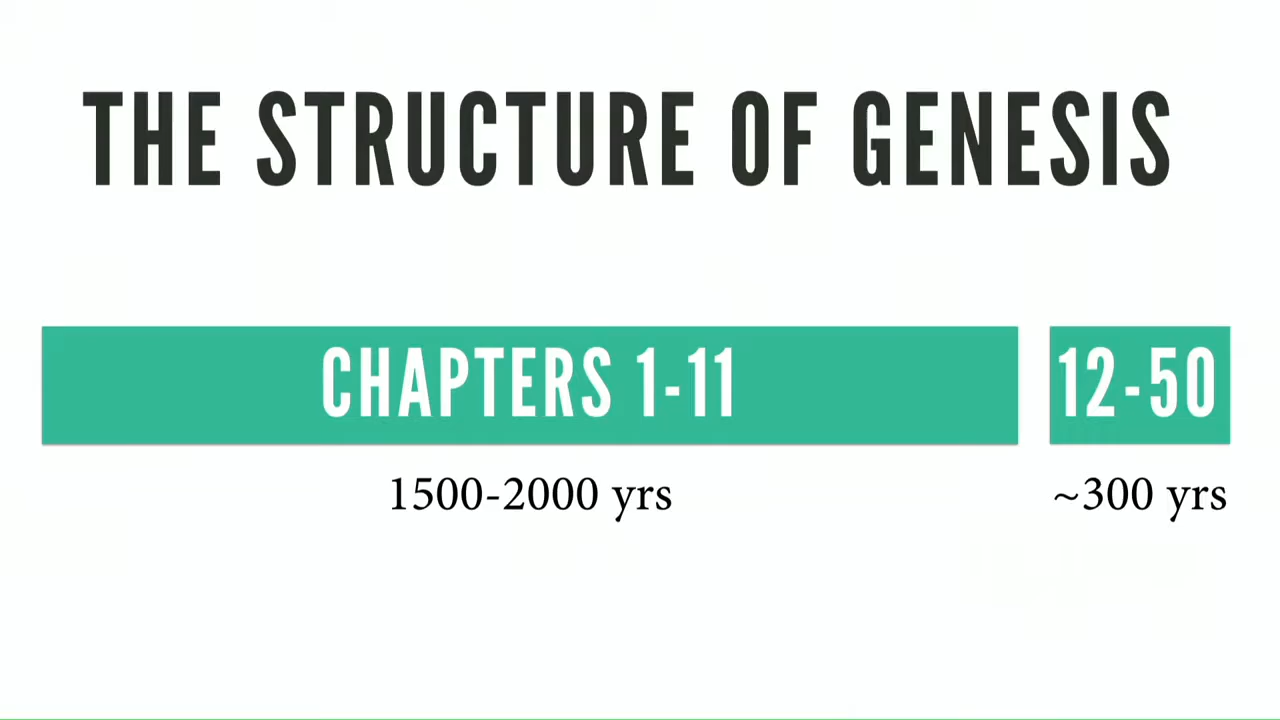 THE STRUCTURE OF GENESIS
CHAPTERS 1-11
12-50
1500-2000 yrs
~300 yrs